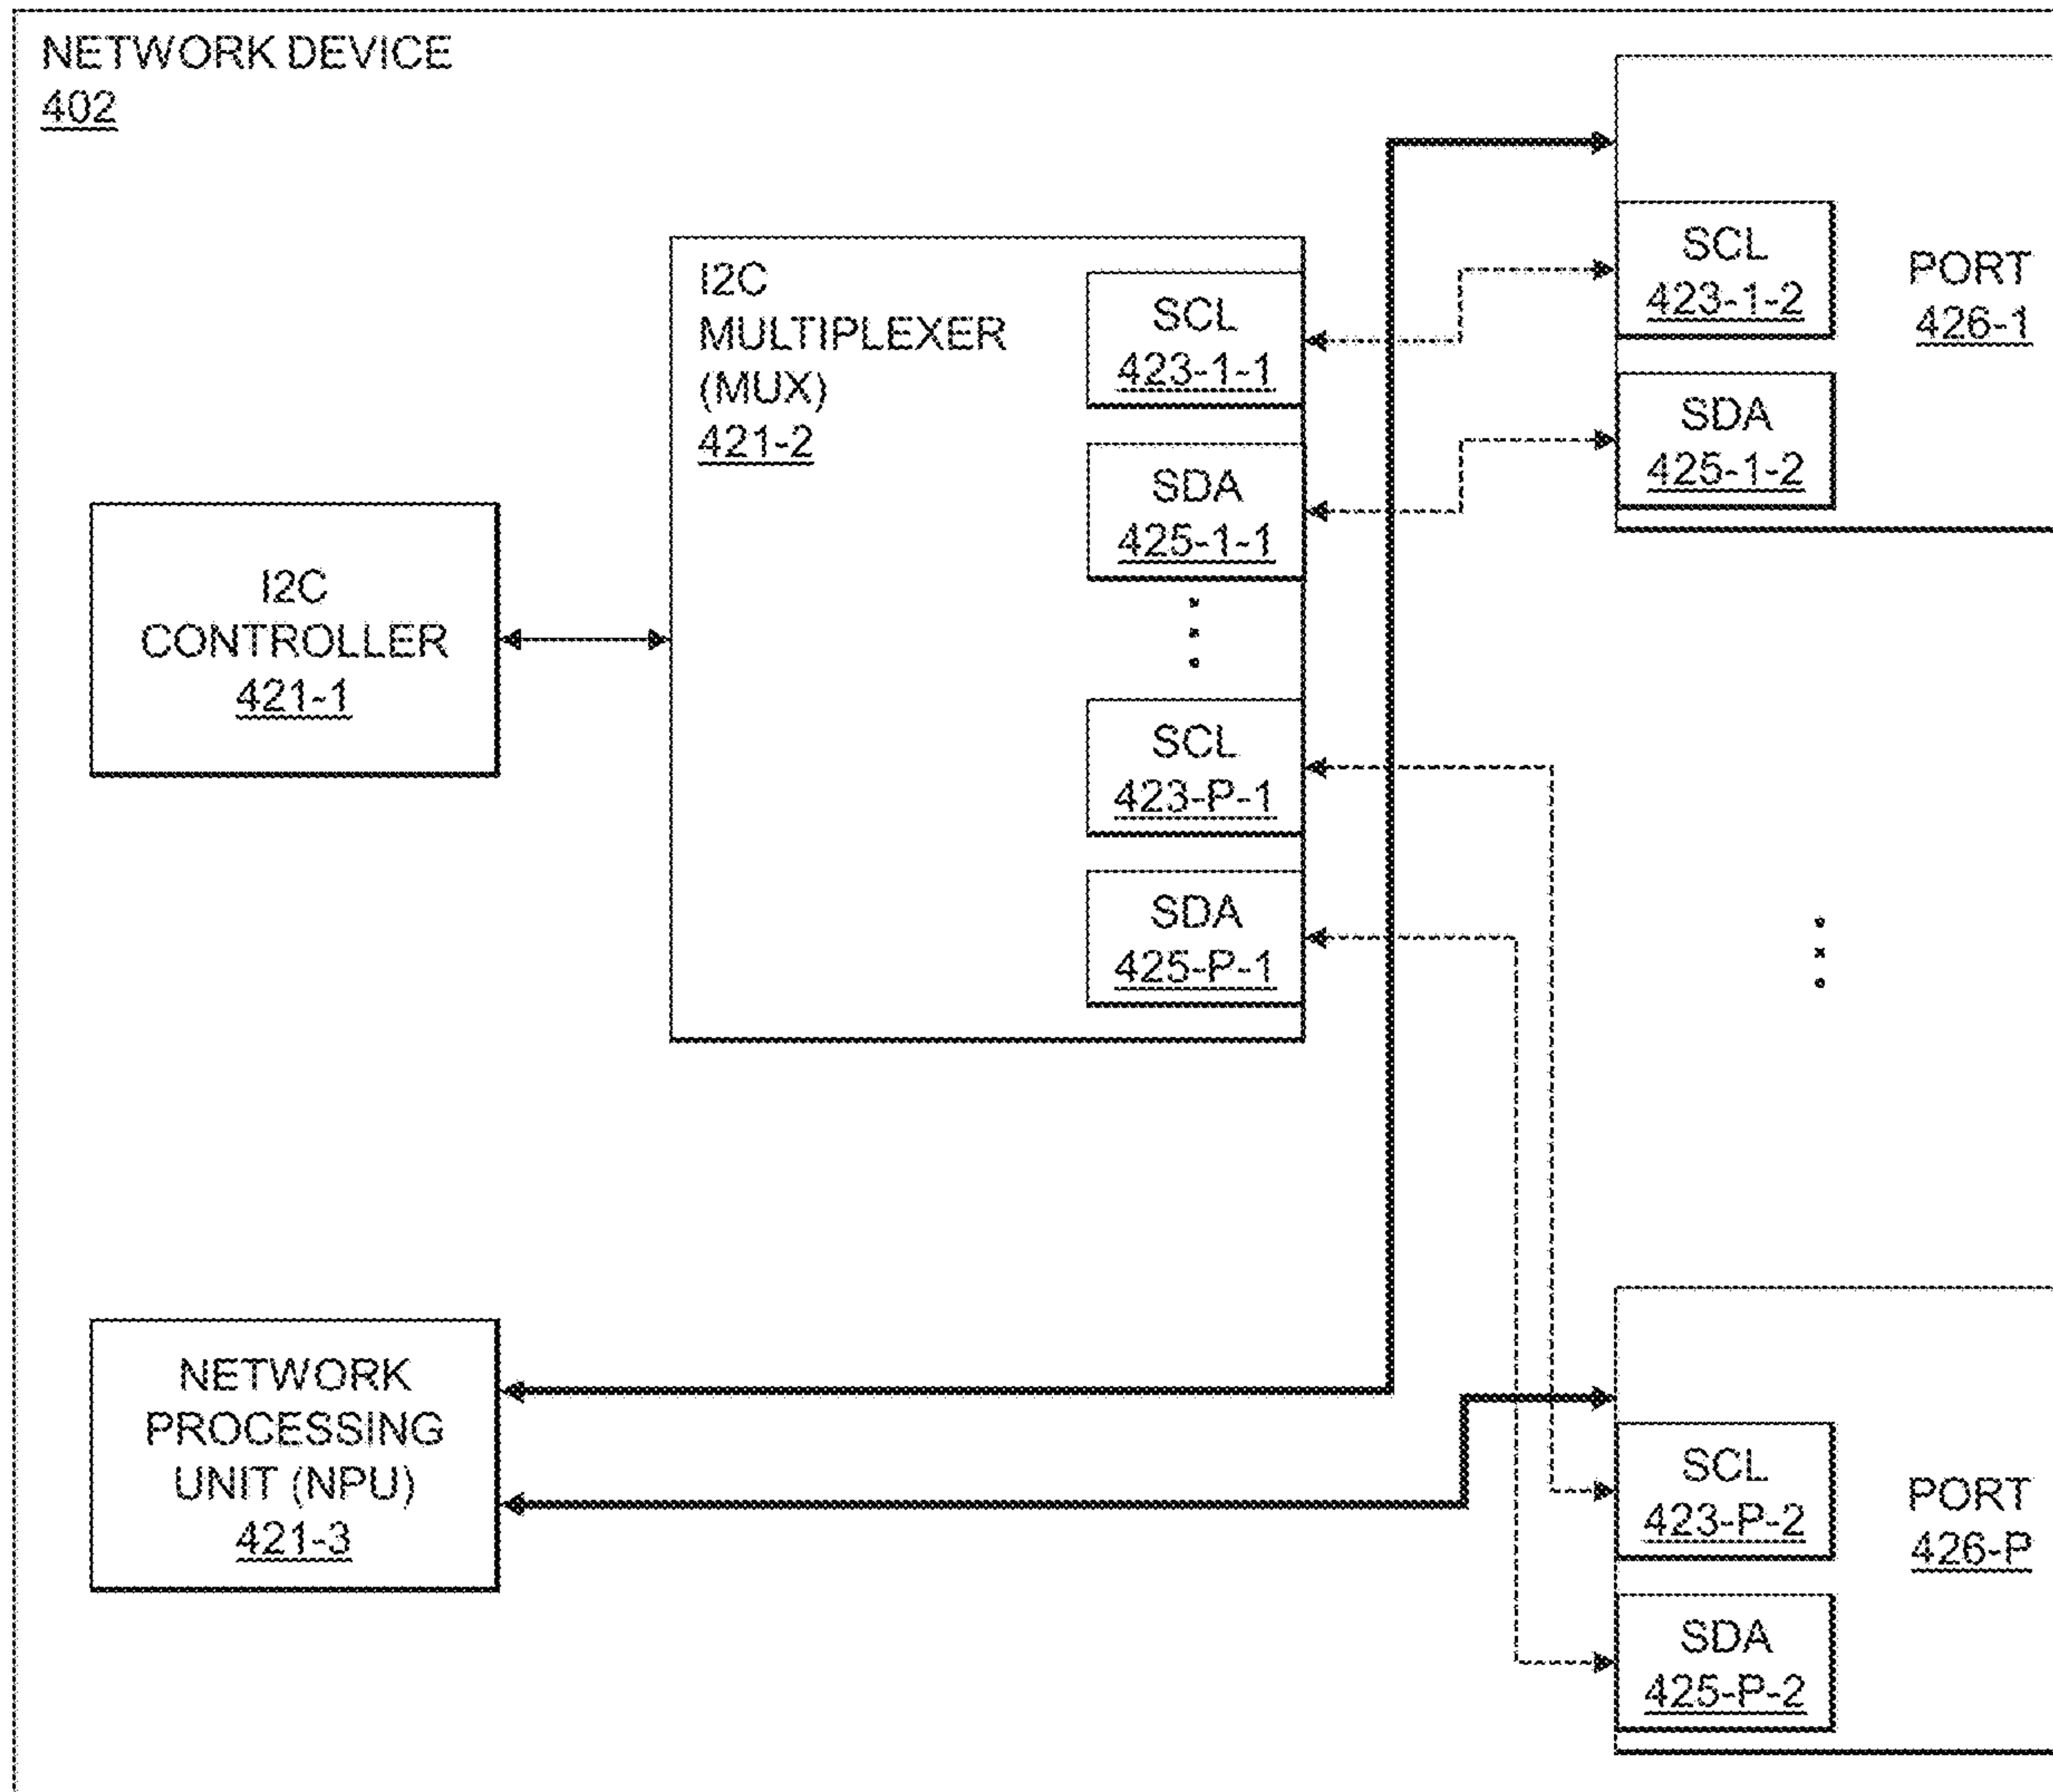 NETWORK DEVICE
402
I2C
MULTIPLEXER
(MUX)
421-2
SCL
423-1-1
SDA
425-1-1
SCL
423-P-1
SDA
425-P-1
I2C
CONTROLLER
421-1
NETWORK
PROCESSING
UNIT (NPU)
421-3
SCL
423-1-2
SDA
425-1-2
PORT
426-1
SCL
423-P-2
SDA
425-P-2
PORT
426-P